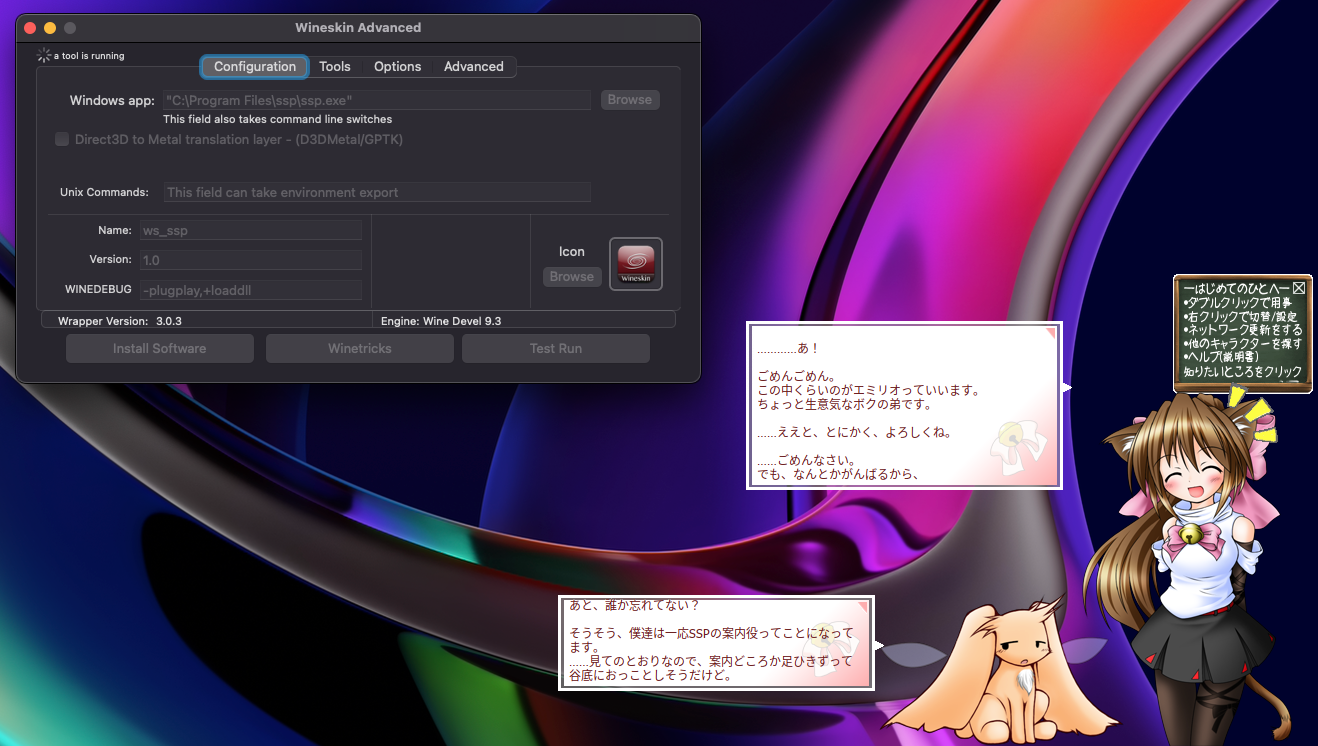 Wineskin Advanced
a tool is running
Configuration
Tools
Options
Advanced
Windows app:
"C:\Program Files\ssp\ssp.exe"
Browse
This field also takes command line switches
Direct3D to Metal translation layer - (D3DMetal/GPTK)
Unix Commands:
This field can take environment export
Name:
ws_ssp
Version:
1.0
WINEDEBUG
-plugplay,+loaddll
Icon
Browse
Wineskin
Wrapper Version: 3.0.3
Engine: Wine Devel 9.3
Install Software
Winetricks
Test Run
ーはじめてのひとへー
•ダブルクリックで用事
•右クリックで切替/設定
•ネットワーク更新をする
•他のキャラクターを探す
•ヘルプ(説明書)
知りたいところをクリック
…………あ！
ごめんごめん。
この中くらいのがエミリオっていいます。
ちょっと生意気なボクの弟です。
……ええと、とにかく、よろしくね。
……ごめんなさい。
でも、なんとかがんばるから、
あと、誰か忘れてない？
そうそう、僕達は一応SSPの案内役ってことになって
ます。
……見てのとおりなので、案内どころか足ひきずって
谷底におっことしそうだけど。